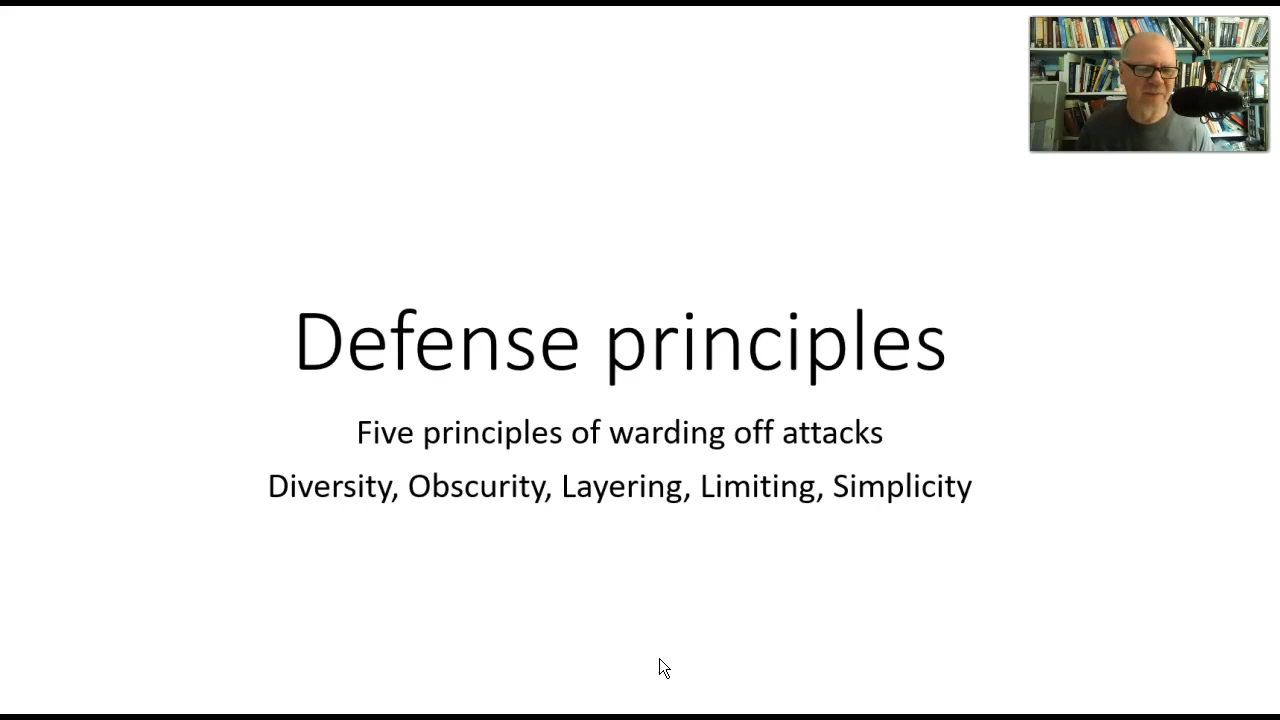 Defense principles
Five principles of warding off attacks
Diversity, Obscurity, Layering, Limiting, Simplicity